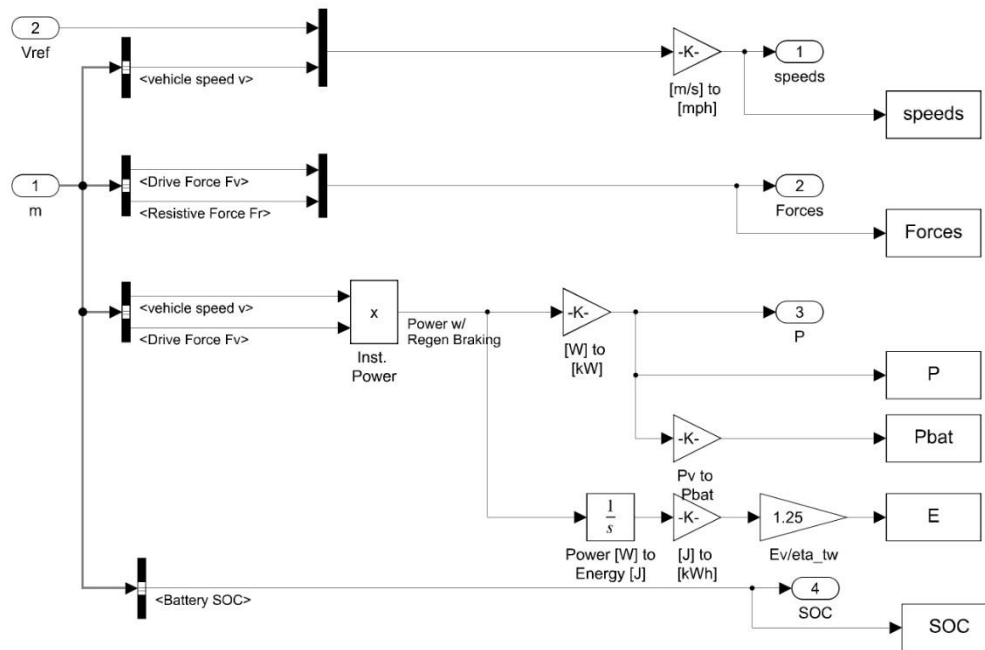 2
Vref
<vehicle speed v>
-K-
[m/s] to
[mph]
1
speeds
speeds
1
m
<Drive Force Fv>
<Resistive Force Fr>
2
Forces
Forces
<vehicle speed v>
<Drive Force Fv>
x
Inst.
Power
Power w/
Regen Braking
-K-
[W] to
[kW]
3
P
P
-K-
Pv to
Pbat
Pbat
1
s
Power [W] to
Energy [J]
-K-
[J] to
[kWh]
1.25
Ev/eta_tw
E
<Battery SOC>
4
SOC
SOC